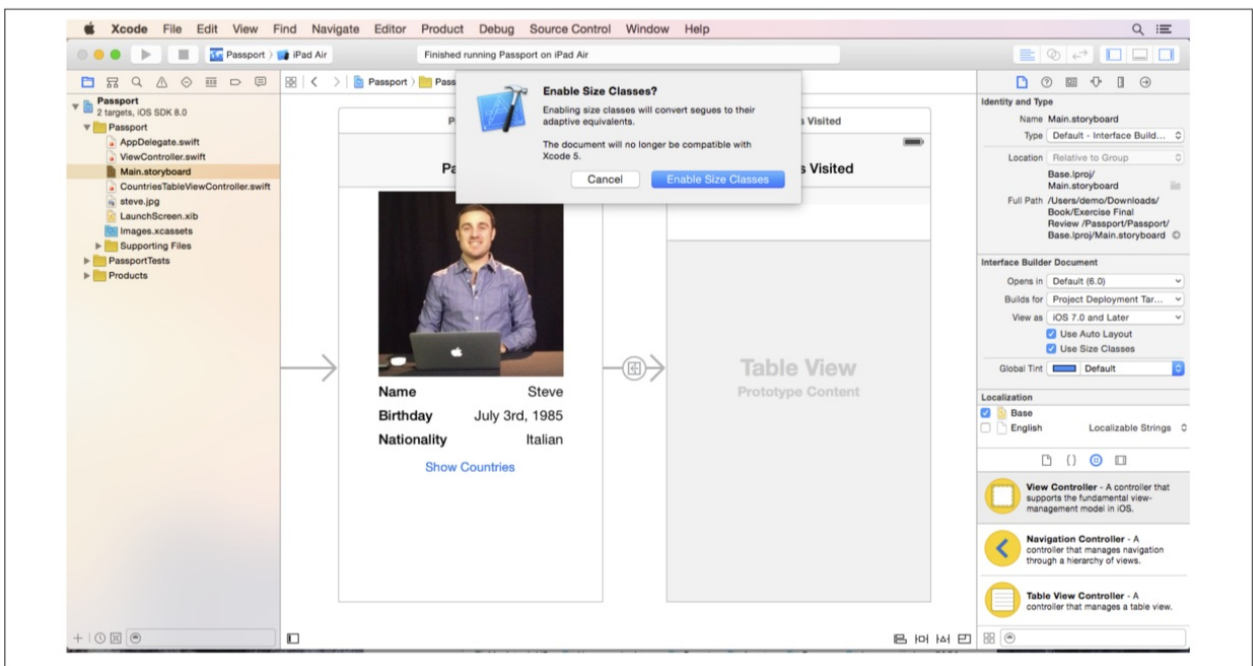 Xcode File Edit View Find Navigate Editor Product Debug Source Control Window Help
Passport iPad Air
Finished running Passport on iPad Air
Passport
2 targets, iOS SDK 8.0
Passport
AppDelegate.swift
ViewController.swift
Main.storyboard
CountriesTableViewController.swift
steve.jpg
LaunchScreen.xib
Images.xcassets
Supporting Files
PassportTests
Products
Passport Pass
Enable Size Classes?
Enabling size classes will convert segues to their
adaptive equivalents.
The document will no longer be compatible with
Xcode 5.
Cancel Enable Size Classes
P
Pa
s Visited
s Visited
Name Steve
Birthday July 3rd, 1985
Nationality Italian
Show Countries
Table View
Prototype Content
Identity and Type
Name Main.storyboard
Type Default - Interface Build...
Location Relative to Group
Base.lproj/
Main.storyboard
Full Path /Users/demo/Downloads/
Book/Exercise Final
Review /Passport/Passport/
Base.lproj/Main.storyboard
Interface Builder Document
Opens in Default (6.0)
Builds for Project Deployment Tar...
View as iOS 7.0 and Later
Use Auto Layout
Use Size Classes
Global Tint Default
Localization
Base
English Localizable Strings
View Controller - A controller that
supports the fundamental view-
management model in iOS.
Navigation Controller - A
controller that manages navigation
through a hierarchy of views.
Table View Controller - A
controller that manages a table view.